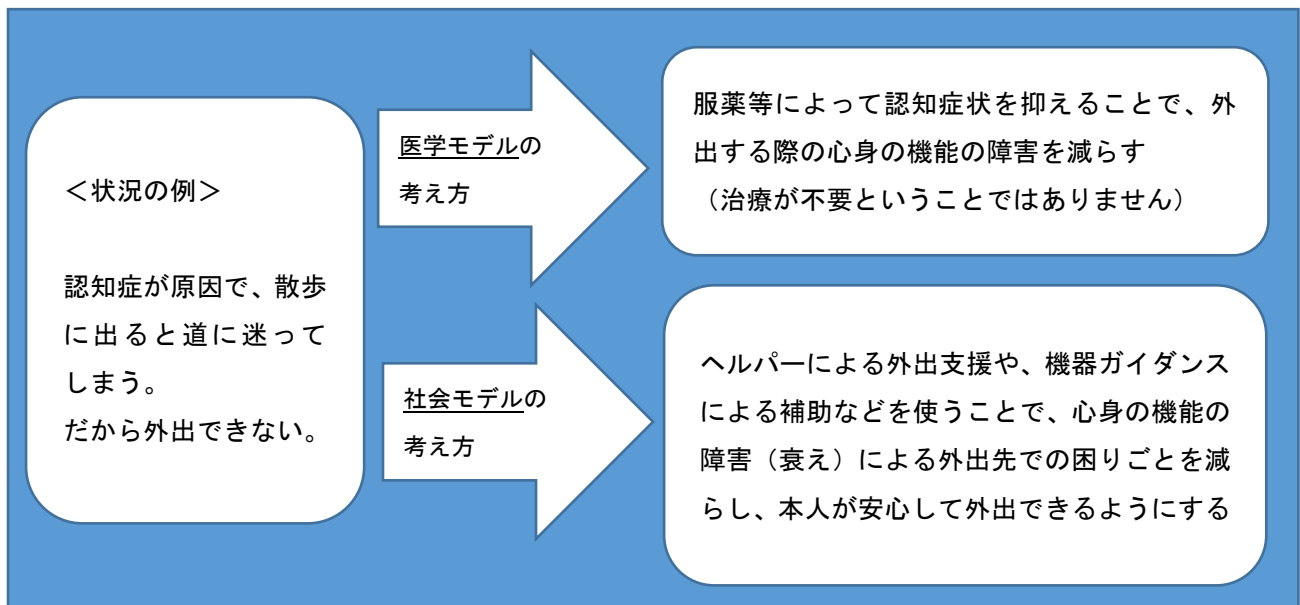 ＜状況の例＞
認知症が原因で、散歩
に出ると道に迷って
しまう。
だから外出できない。
医学モデルの
考え方
服薬等によって認知症状を抑えることで、外
出する際の心身の機能の障害を減らす
（治療が不要ということではありません）
社会モデルの
考え方
ヘルパーによる外出支援や、機器ガイダンス
による補助などを使うことで、心身の機能の
障害（衰え）による外出先での困りごとを減
らし、本人が安心して外出できるようにする